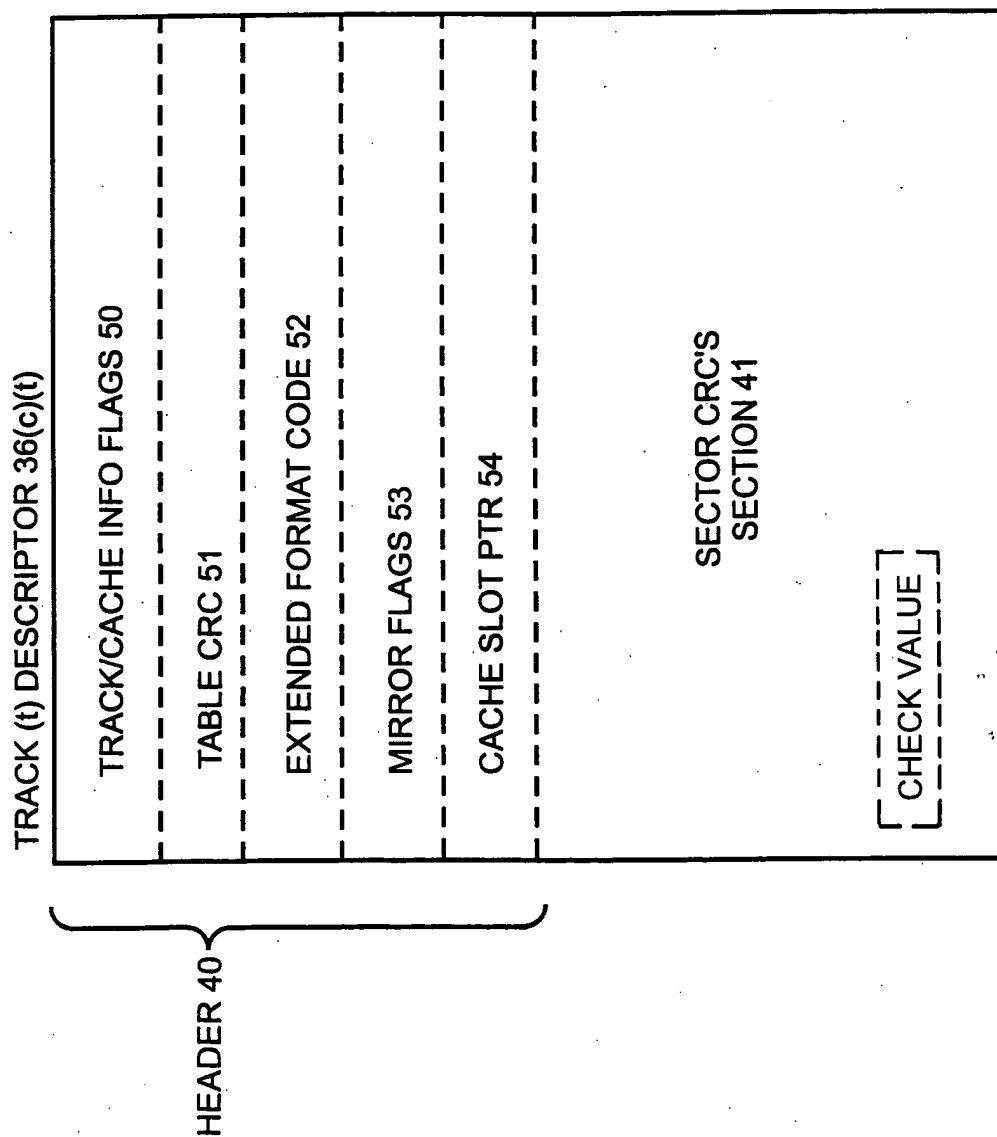 TRACK (t) DESCRIPTOR 36(c)(t)
HEADER 40
TRACK/CACHE INFO FLAGS 50
TABLE CRC 51
EXTENDED FORMAT CODE 52
MIRROR FLAGS 53
CACHE SLOT PTR 54
SECTOR CRC'S
SECTION 41
CHECK VALUE